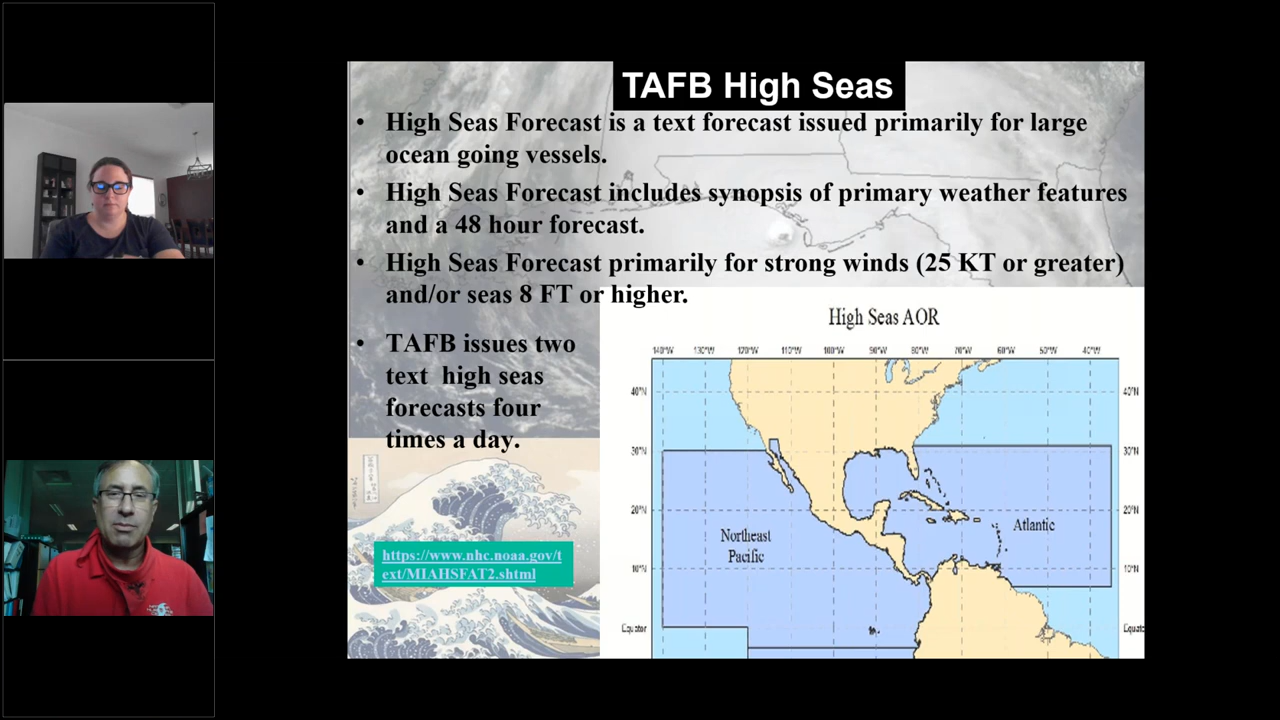 TAFB High Seas
• High Seas Forecast is a text forecast issued primarily for large
ocean going vessels.
• High Seas Forecast includes synopsis of primary weather features
and a 48 hour forecast.
• High Seas Forecast primarily for strong winds (25 KT or greater)
and/or seas 8 FT or higher.
• TAFB issues two
text high seas
forecasts four
times a day.
https://www.nhc.noaa.gov/t
ext/MIAHSFAT2.shtml
High Seas AOR
140°W 130°W 120°W 110°W 100°W 90°W 80°W 70°W 60°W 50°W 40°W
40°N 40°N
30°N 30°N
20°N 20°N
Northeast
Pacific
Atlantic
10°N 10°N
Equator Equato